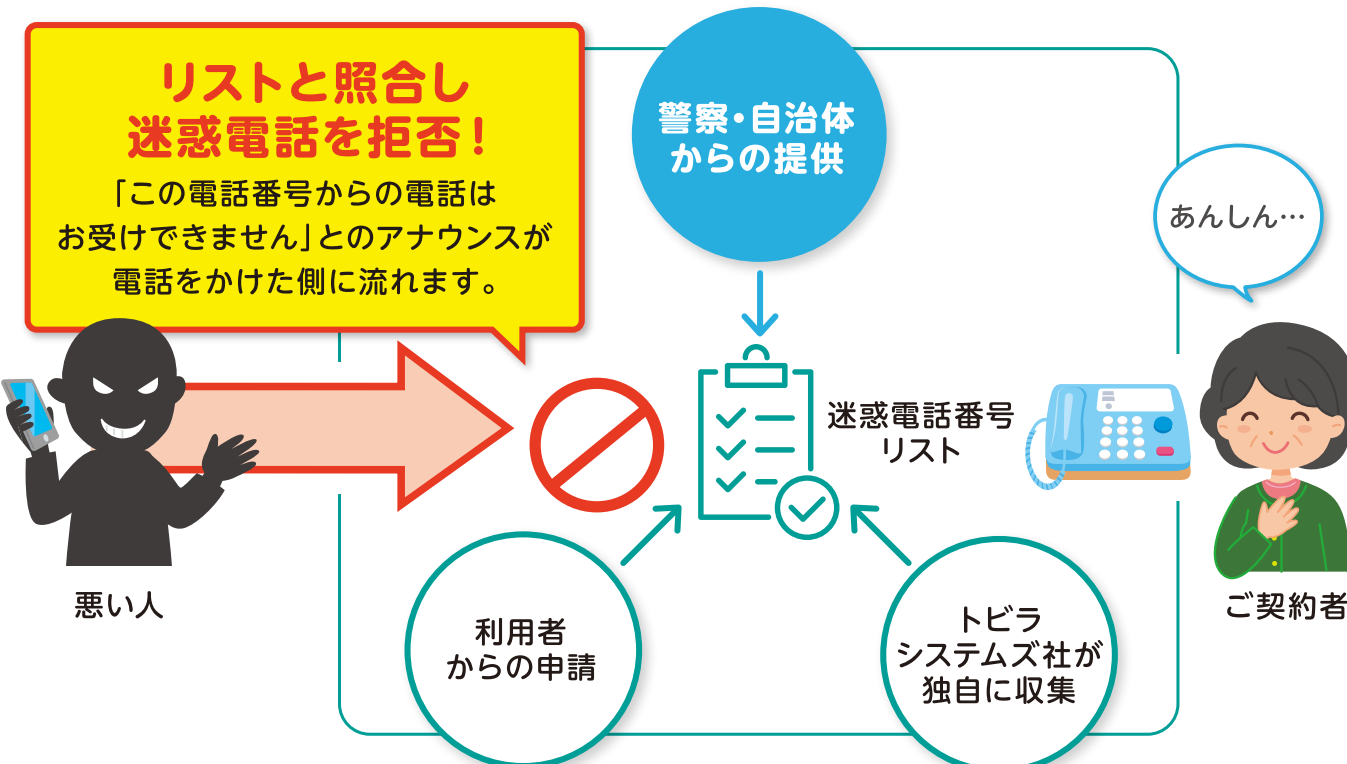 リストと照合し
迷惑電話を拒否！
「この電話番号からの電話は
お受けできません」とのアナウンスが
電話をかけた側に流れます。
警察・自治体
からの提供
あんしん…
迷惑電話番号
リスト
悪い人
ご契約者
利用者
からの申請
トビラ
システムズ社が
独自に収集